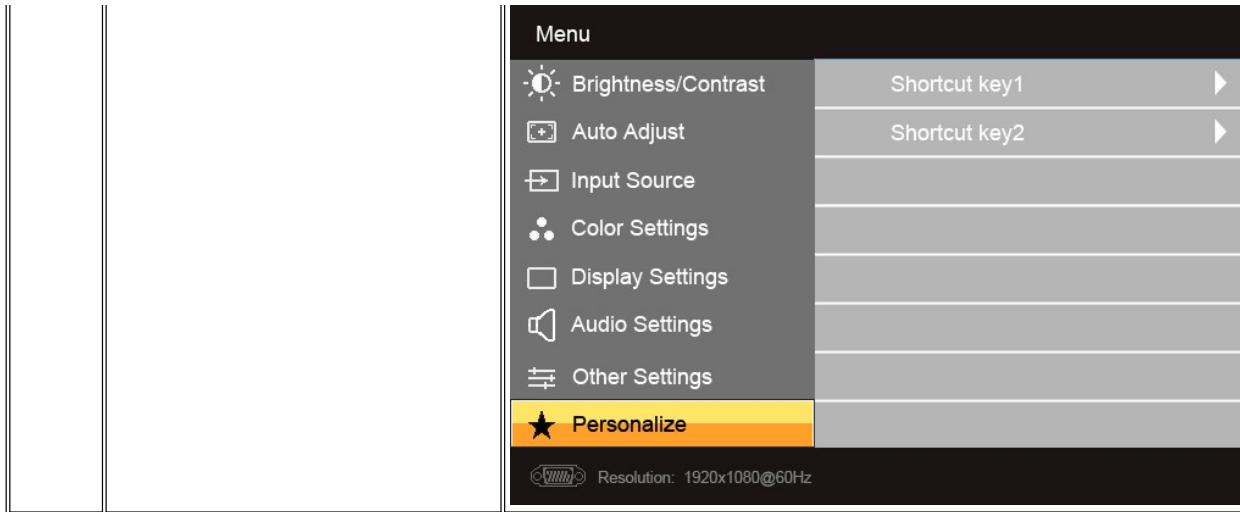 Menu
Brightness/Contrast
Shortcut key1
Auto Adjust
Shortcut key2
Input Source
Color Settings
Display Settings
Audio Settings
Other Settings
Personalize
Resolution: 1920x1080@60Hz